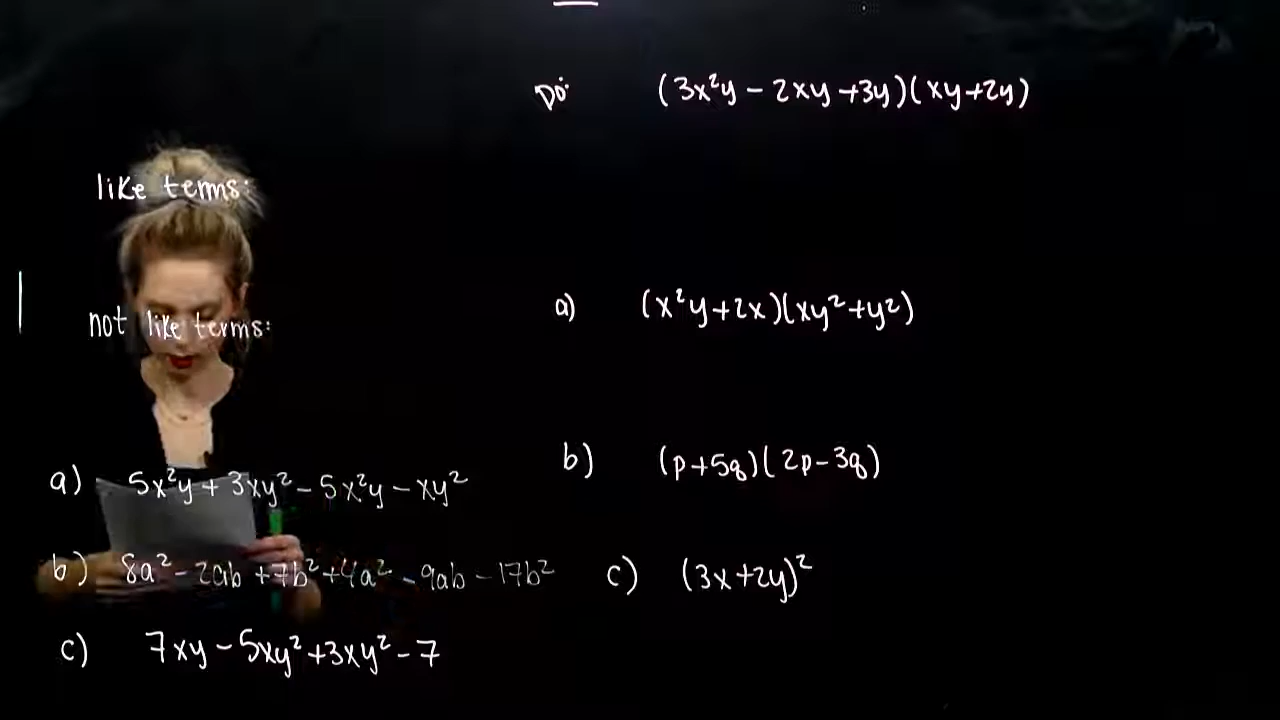 Do: (3x²y - 2xy + 3y)(xy + 2y)
like terms:
not like terms:
a) 5x²y + 3xy² - 5x²y - xy²
b) 8a² - 2ab + 7b² + 4a² - 9ab - 17b²
c) 7xy - 5xy² + 3xy² - 7
a) (x²y + 2x)(xy² + y²)
b) (p + 5q)(2p - 3q)
c) (3x + 2y)²